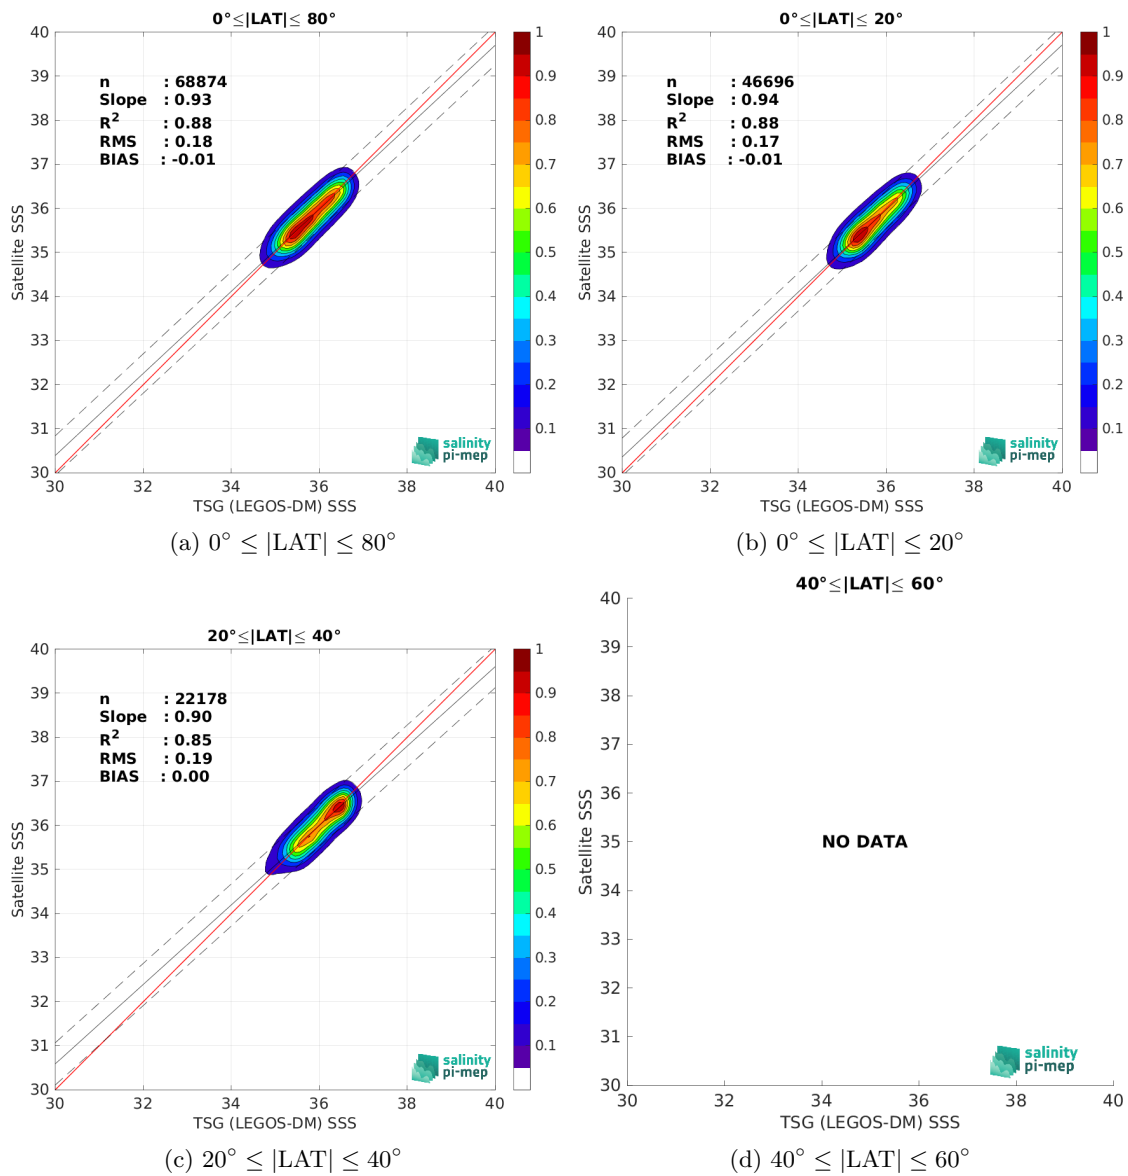 0°≤|LAT|≤ 80°
n : 68874
Slope : 0.93
R² : 0.88
RMS : 0.18
BIAS : -0.01
40
39
38
37
36
35
34
33
32
31
30
30 32 34 36 38 40
Satellite SSS
TSG (LEGOS-DM) SSS
1
0.9
0.8
0.7
0.6
0.5
0.4
0.3
0.2
0.1
salinity
pi-mep
(a) 0° ≤ |LAT| ≤ 80°
0°≤|LAT|≤ 20°
n : 46696
Slope : 0.94
R² : 0.88
RMS : 0.17
BIAS : -0.01
40
39
38
37
36
35
34
33
32
31
30
30 32 34 36 38 40
Satellite SSS
TSG (LEGOS-DM) SSS
1
0.9
0.8
0.7
0.6
0.5
0.4
0.3
0.2
0.1
salinity
pi-mep
(b) 0° ≤ |LAT| ≤ 20°
20°≤|LAT|≤ 40°
n : 22178
Slope : 0.90
R² : 0.85
RMS : 0.19
BIAS : 0.00
40
39
38
37
36
35
34
33
32
31
30
30 32 34 36 38 40
Satellite SSS
TSG (LEGOS-DM) SSS
1
0.9
0.8
0.7
0.6
0.5
0.4
0.3
0.2
0.1
salinity
pi-mep
(c) 20° ≤ |LAT| ≤ 40°
40°≤|LAT|≤ 60°
40
39
38
37
36
35
34
33
32
31
30
30 32 34 36 38 40
Satellite SSS
NO DATA
TSG (LEGOS-DM) SSS
salinity
pi-mep
(d) 40° ≤ |LAT| ≤ 60°